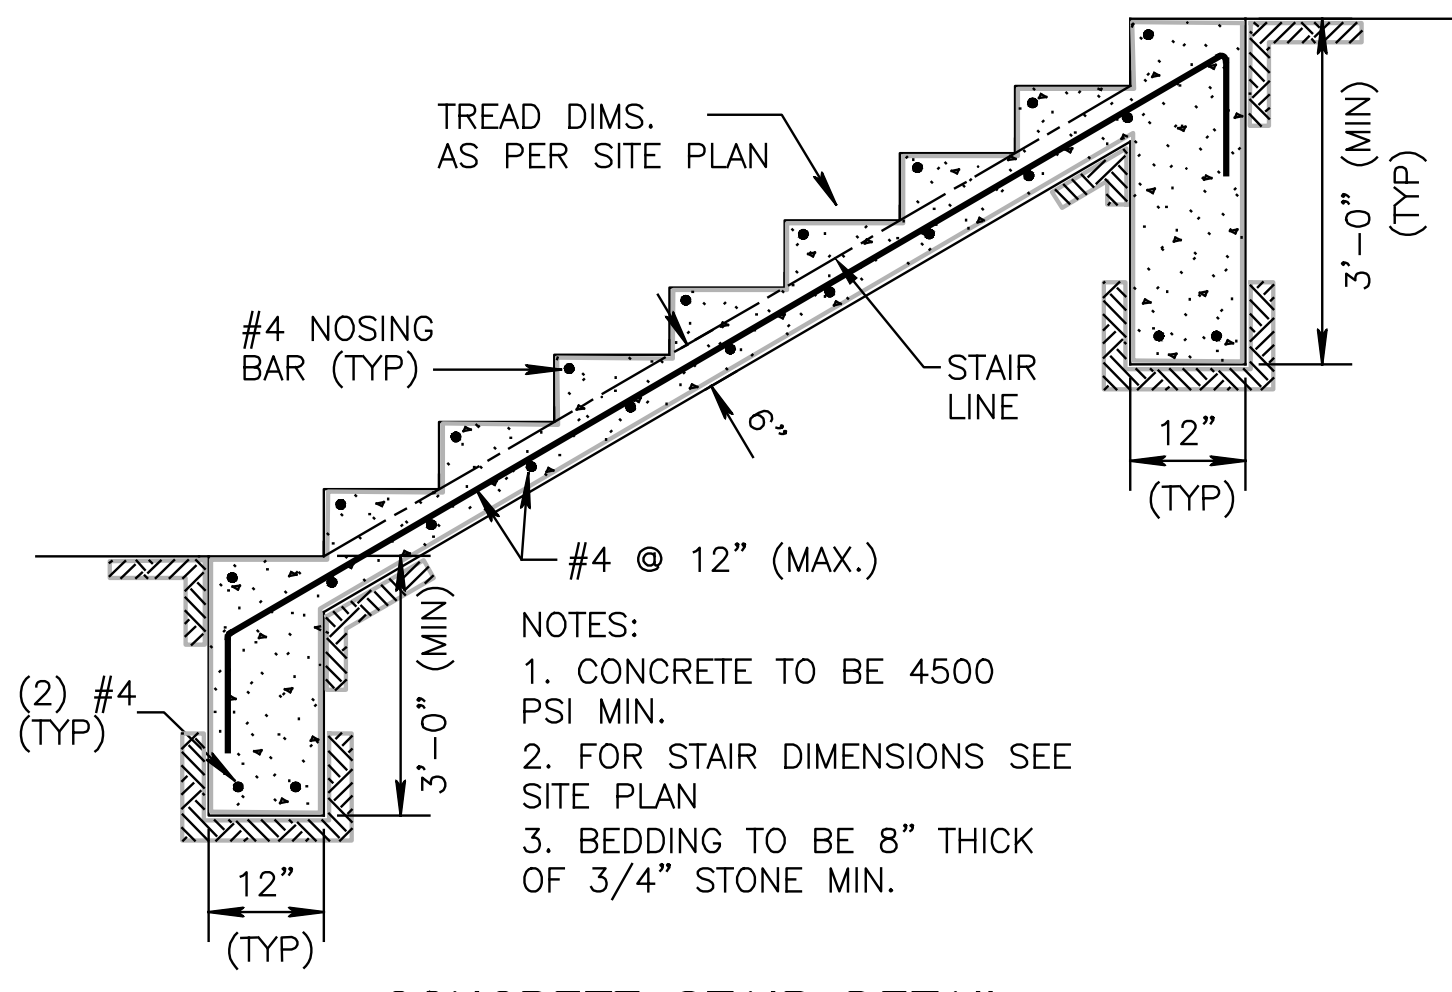 TREAD DIMS.
AS PER SITE PLAN
3'-0" (MIN)
(TYP)
#4 NOSING
BAR (TYP)
STAIR
LINE
6"
12"
(TYP)
#4 @ 12" (MAX.)
3'-0" (MIN)
(2) #4
(TYP)
NOTES:
1. CONCRETE TO BE 4500
PSI MIN.
2. FOR STAIR DIMENSIONS SEE
SITE PLAN
3. BEDDING TO BE 8" THICK
OF 3/4" STONE MIN.
12"
(TYP)